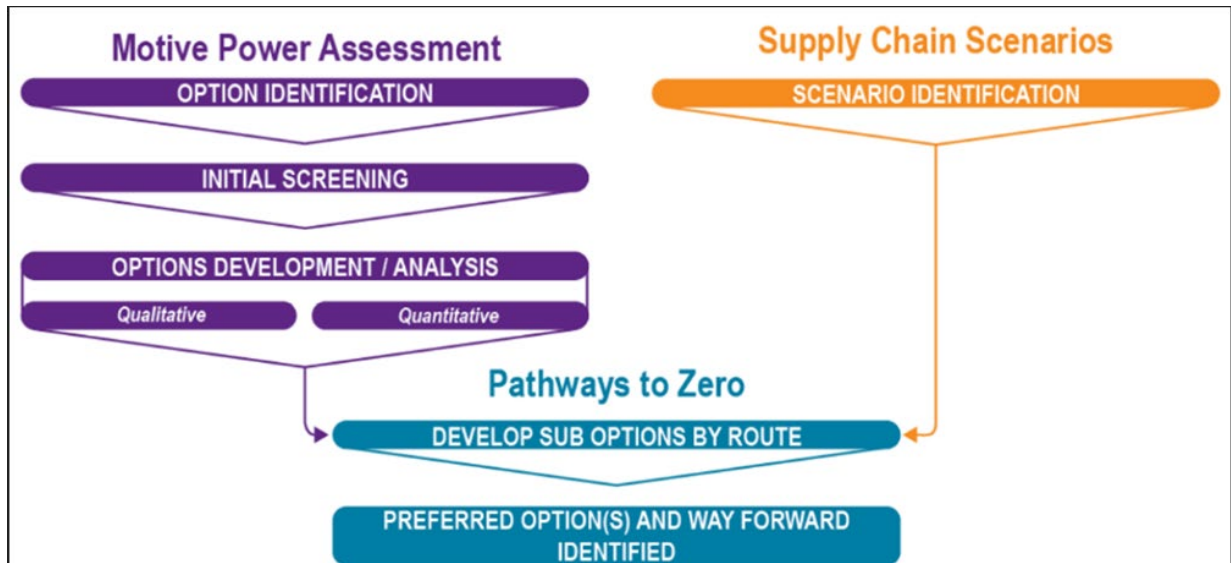 Motive Power Assessment
OPTION IDENTIFICATION
INITIAL SCREENING
OPTIONS DEVELOPMENT / ANALYSIS
Qualitative
Quantitative
Supply Chain Scenarios
SCENARIO IDENTIFICATION
Pathways to Zero
DEVELOP SUB OPTIONS BY ROUTE
PREFERRED OPTION(S) AND WAY FORWARD
IDENTIFIED